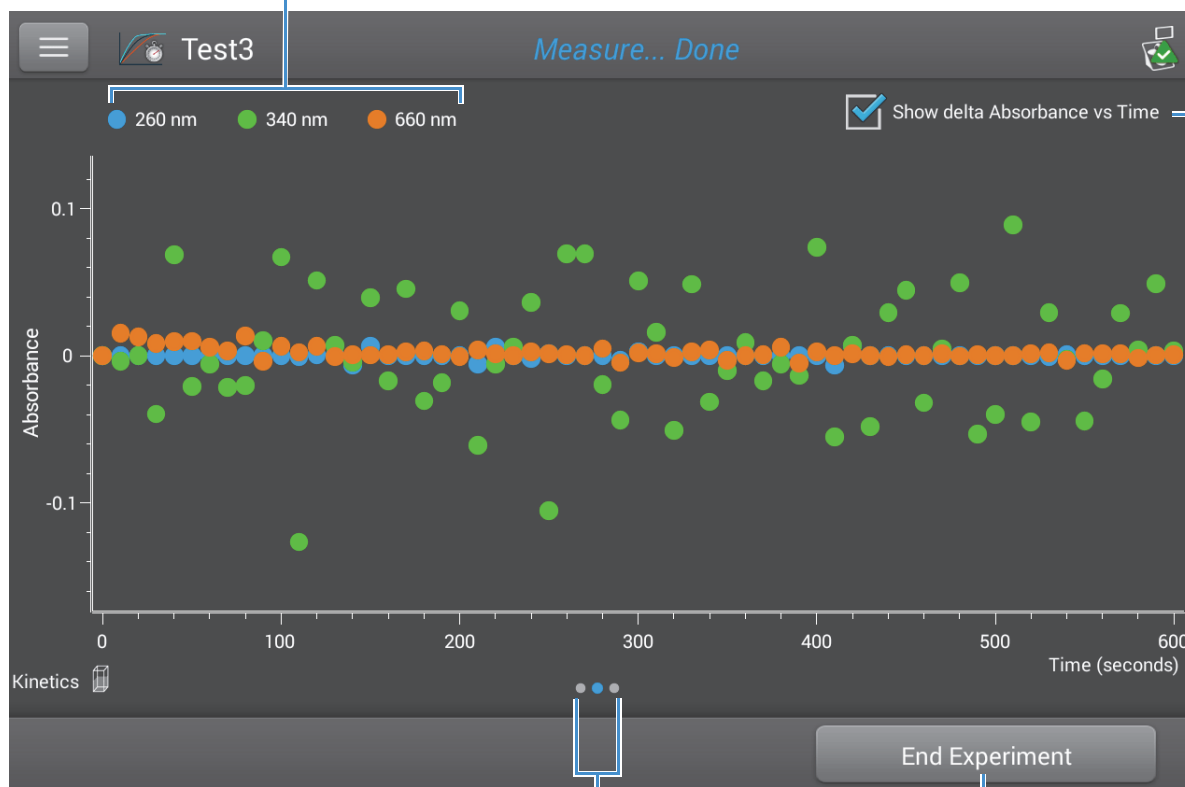 Test3
Measure... Done
260 nm 340 nm 660 nm
Show delta Absorbance vs Time
0.1
0
-0.1
Absorbance
0 100 200 300 400 500 600
Time (seconds)
Kinetics
End Experiment